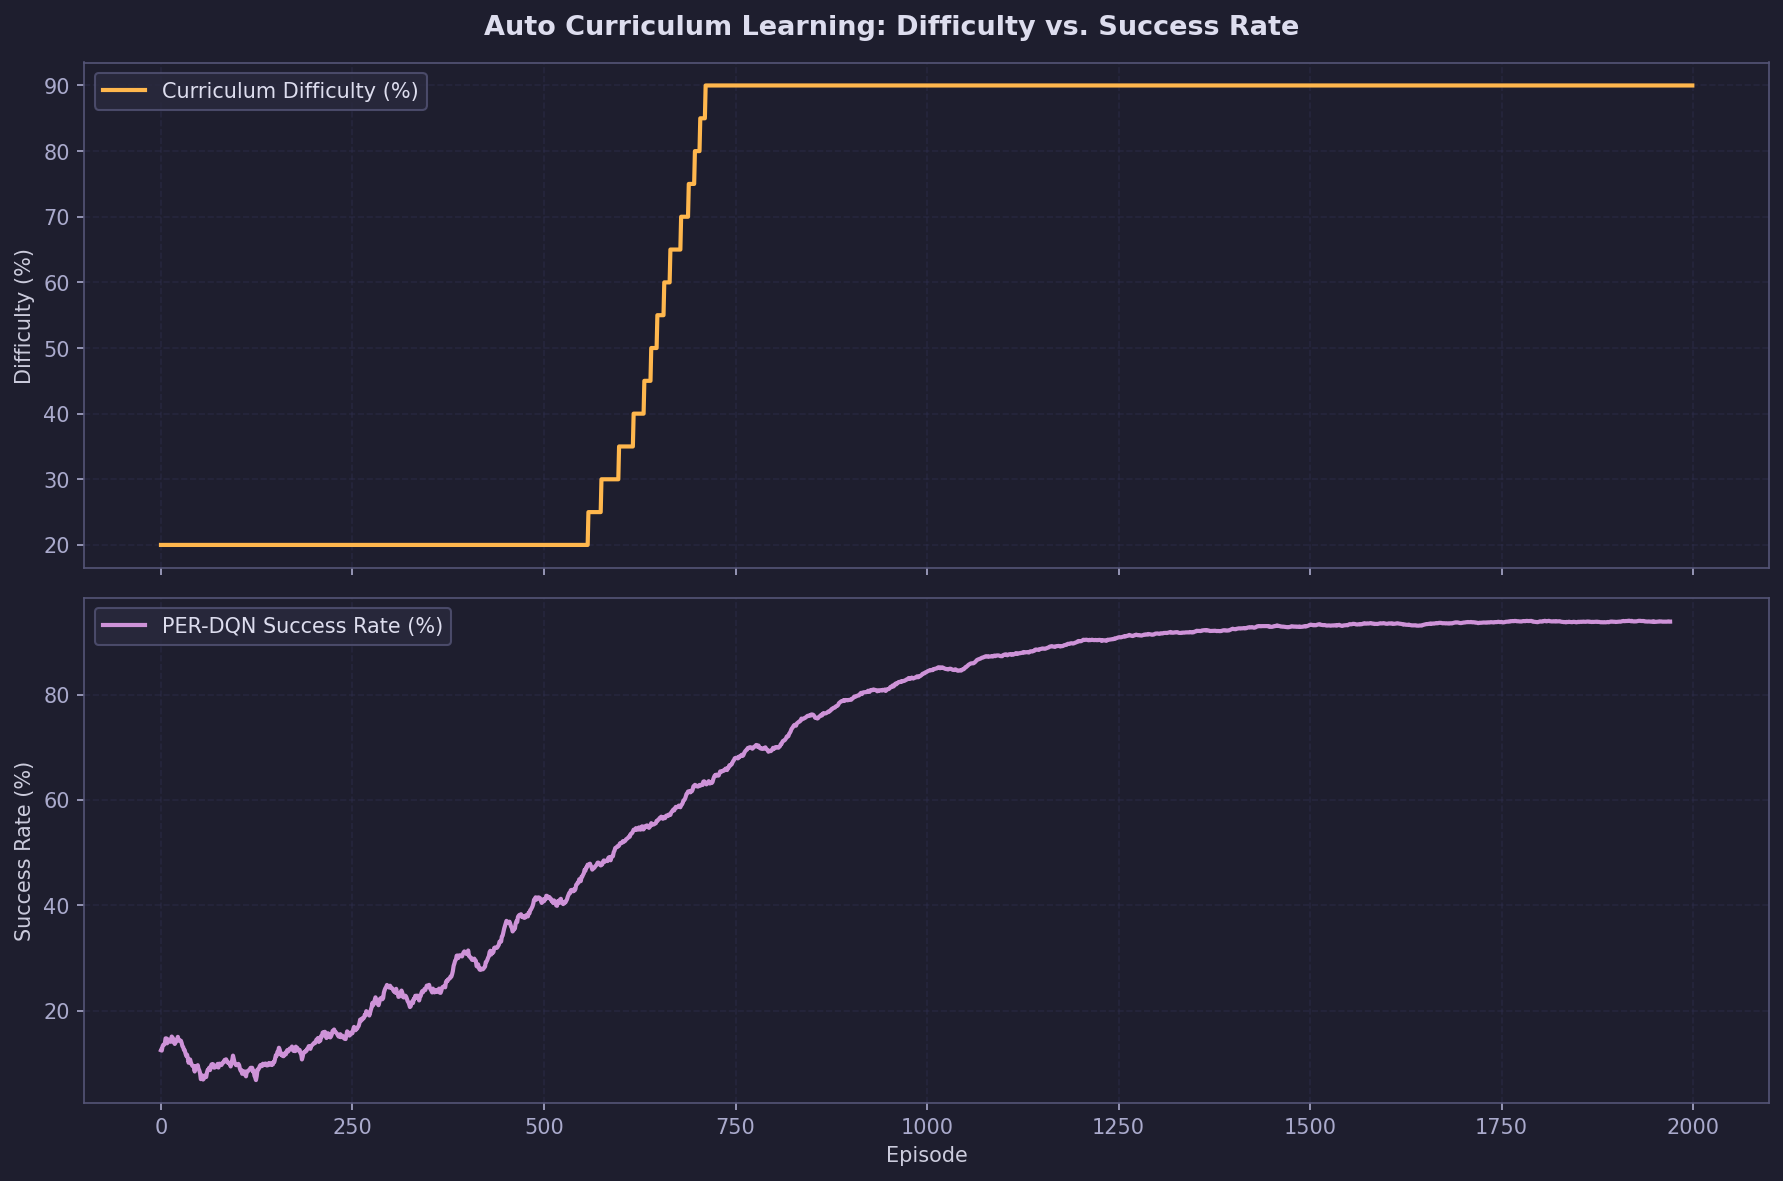 Auto Curriculum Learning: Difficulty vs. Success Rate
Curriculum Difficulty (%)
90
80
70
60
50
40
30
20
Difficulty (%)
PER-DQN Success Rate (%)
80
60
40
20
Success Rate (%)
0 250 500 750 1000 1250 1500 1750 2000
Episode